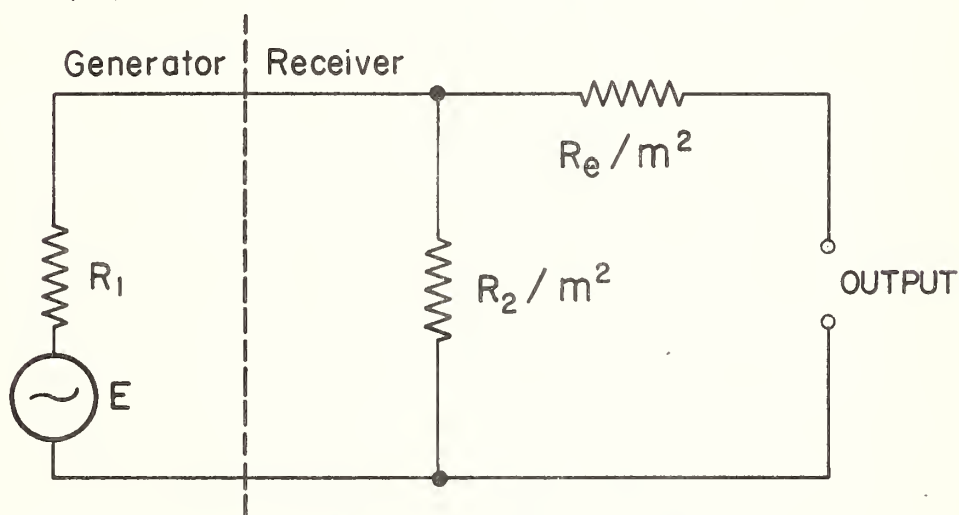 Generator Receiver
Rₑ/m²
R₁
R₂/m²
OUTPUT
E